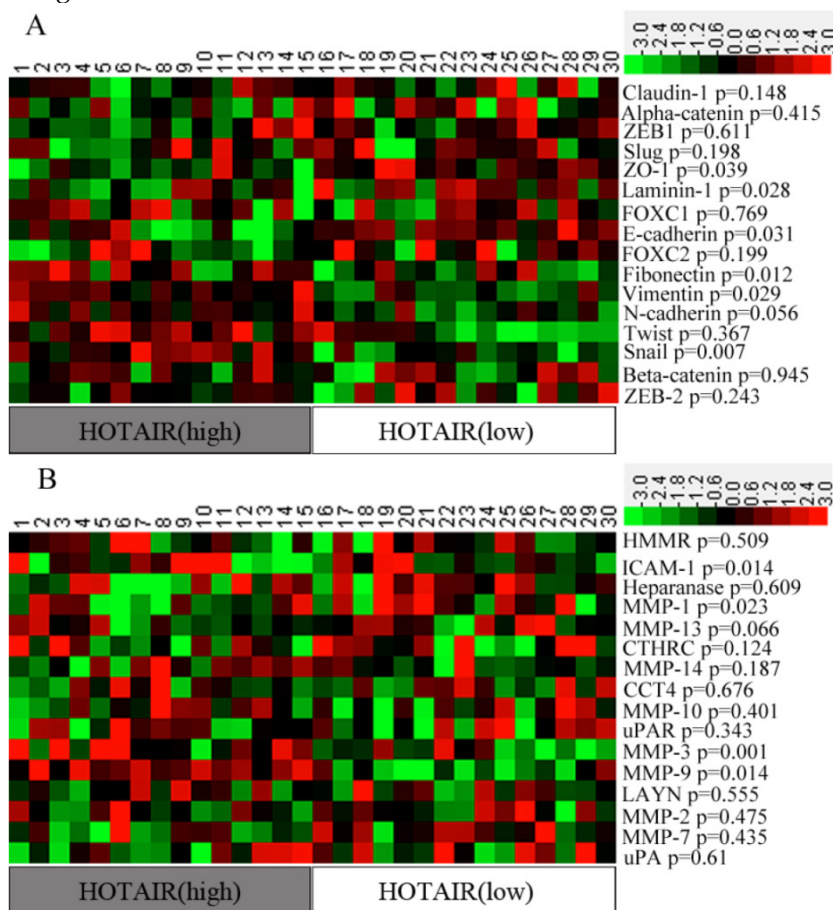 A
1 2 3 4 5 6 7 8 9 10 11 12 13 14 15 16 17 18 19 20 21 22 23 24 25 26 27 28 29 30
-3.0 -2.4 -1.8 -1.2 -0.6 0.0 0.6 1.2 1.8 2.4 3.0
Claudin-1 p=0.148
Alpha-catenin p=0.415
ZEB1 p=0.611
Slug p=0.198
ZO-1 p=0.039
Laminin-1 p=0.028
FOXC1 p=0.769
E-cadherin p=0.031
FOXC2 p=0.199
Fibonectin p=0.012
Vimentin p=0.029
N-cadherin p=0.056
Twist p=0.367
Snail p=0.007
Beta-catenin p=0.945
ZEB-2 p=0.243
HOTAIR(high) HOTAIR(low)
B
1 2 3 4 5 6 7 8 9 10 11 12 13 14 15 16 17 18 19 20 21 22 23 24 25 26 27 28 29 30
-3.0 -2.4 -1.8 -1.2 -0.6 0.0 0.6 1.2 1.8 2.4 3.0
HMMR p=0.509
ICAM-1 p=0.014
Heparanase p=0.609
MMP-1 p=0.023
MMP-13 p=0.066
CTHRC p=0.124
MMP-14 p=0.187
CCT4 p=0.676
MMP-10 p=0.401
uPAR p=0.343
MMP-3 p=0.001
MMP-9 p=0.014
LAYN p=0.555
MMP-2 p=0.475
MMP-7 p=0.435
uPA p=0.61
HOTAIR(high) HOTAIR(low)